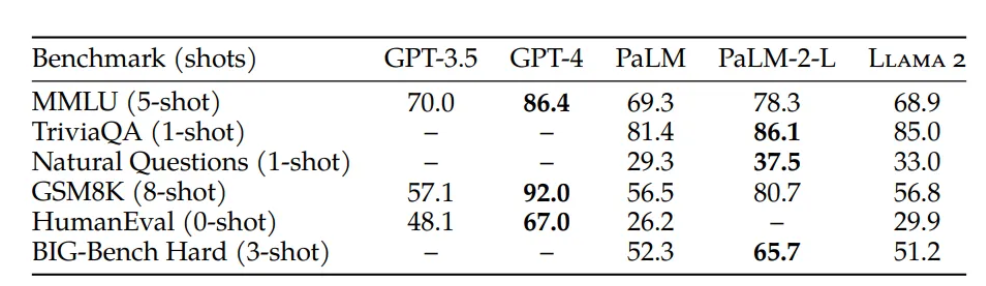 Benchmark (shots) GPT-3.5 GPT-4 PaLM PaLM-2-L Llama 2
MMLU (5-shot) 70.0 86.4 69.3 78.3 68.9
TriviaQA (1-shot) – – 81.4 86.1 85.0
Natural Questions (1-shot) – – 29.3 37.5 33.0
GSM8K (8-shot) 57.1 92.0 56.5 80.7 56.8
HumanEval (0-shot) 48.1 67.0 26.2 – 29.9
BIG-Bench Hard (3-shot) – – 52.3 65.7 51.2